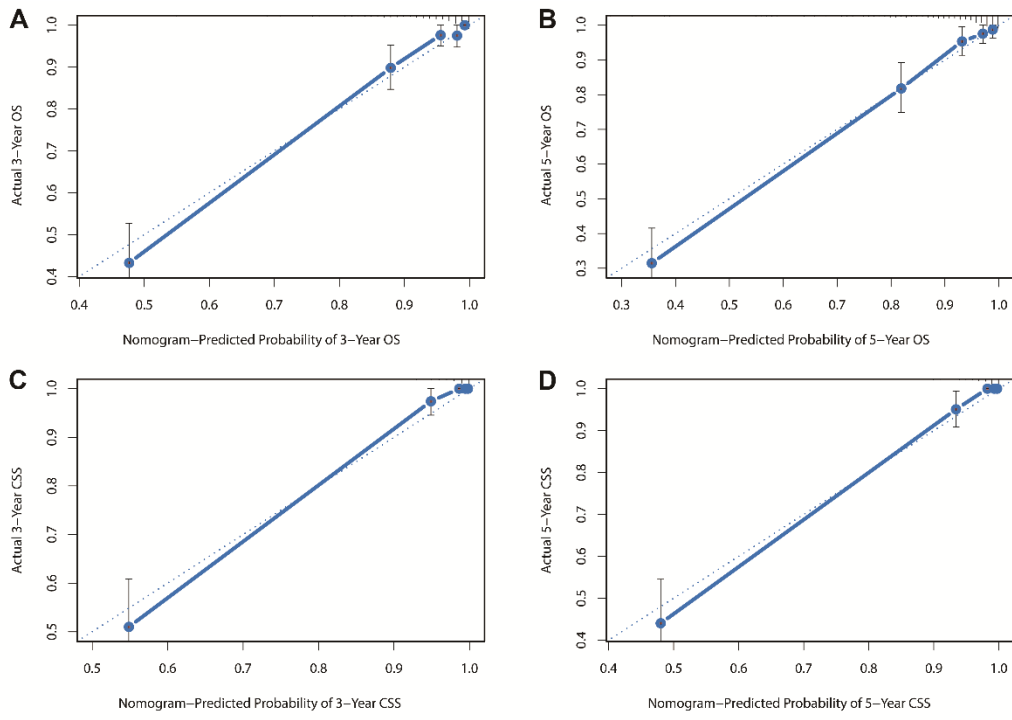 A
B
Actual 3−Year OS
0.4 0.5 0.6 0.7 0.8 0.9 1.0
0.4 0.5 0.6 0.7 0.8 0.9 1.0
Nomogram−Predicted Probability of 3−Year OS
Actual 5−Year OS
0.3 0.4 0.5 0.6 0.7 0.8 0.9 1.0
0.3 0.4 0.5 0.6 0.7 0.8 0.9 1.0
Nomogram−Predicted Probability of 5−Year OS
C
D
Actual 3−Year CSS
0.5 0.6 0.7 0.8 0.9 1.0
0.5 0.6 0.7 0.8 0.9 1.0
Nomogram−Predicted Probability of 3−Year CSS
Actual 5−Year CSS
0.4 0.5 0.6 0.7 0.8 0.9 1.0
0.4 0.5 0.6 0.7 0.8 0.9 1.0
Nomogram−Predicted Probability of 5−Year CSS